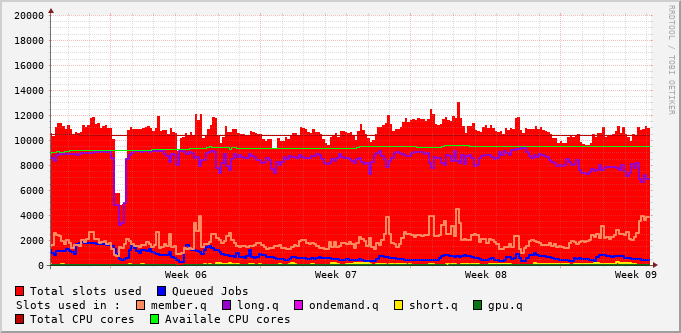 20000
18000
16000
14000
12000
10000
8000
6000
4000
2000
0
Week 06 Week 07 Week 08 Week 09
Total slots used Queued Jobs
Slots used in : member.q long.q ondemand.q short.q gpu.q
Total CPU cores Availale CPU cores
RRDTOOL / TOBI OETIKER